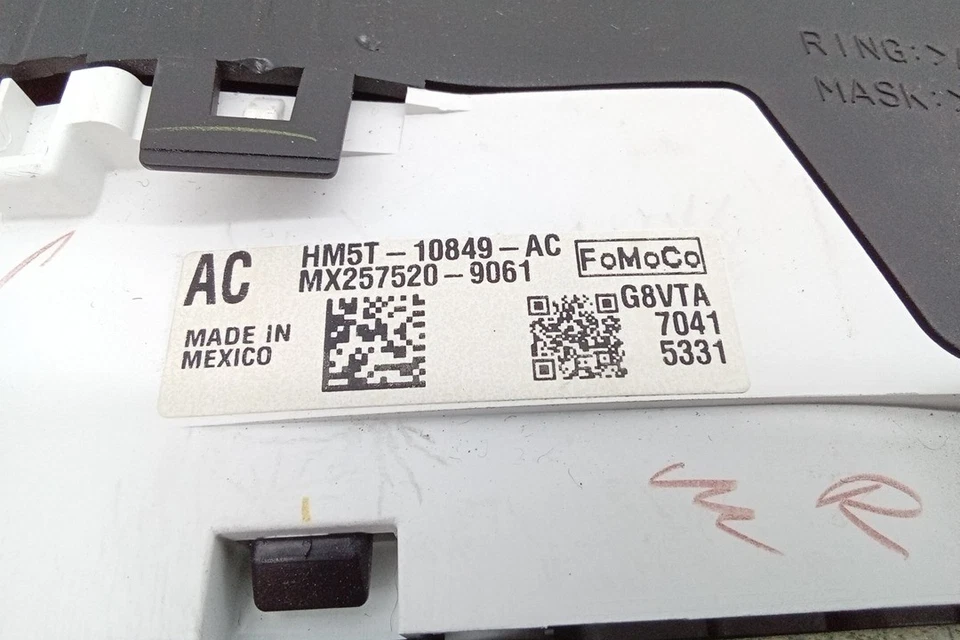 RING:>
MASK:>
AC
HM5T-10849-AC
MX257520-9061
FoMoCo
MADE IN
MEXICO
G8VTA
7041
5331